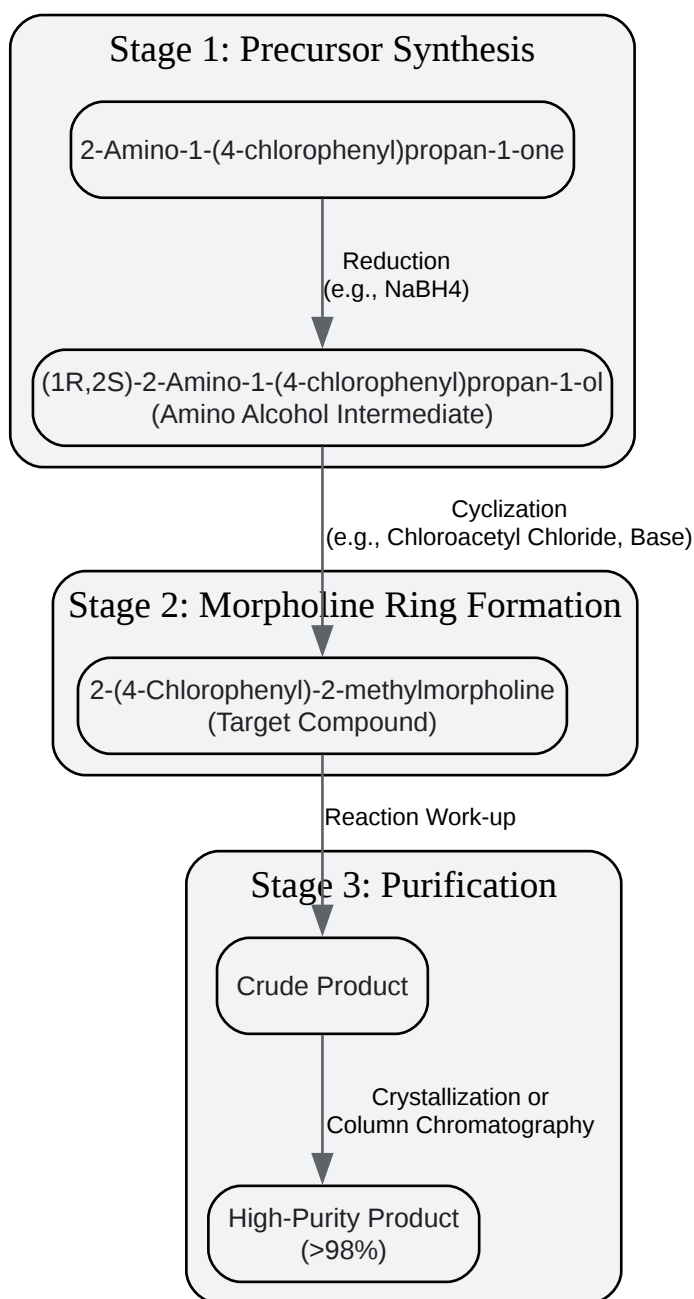 Stage 1: Precursor Synthesis
2-Amino-1-(4-chlorophenyl)propan-1-one
Reduction
(e.g., NaBH4)
(1R,2S)-2-Amino-1-(4-chlorophenyl)propan-1-ol
(Amino Alcohol Intermediate)
Cyclization
(e.g., Chloroacetyl Chloride, Base)
Stage 2: Morpholine Ring Formation
2-(4-Chlorophenyl)-2-methylmorpholine
(Target Compound)
Reaction Work-up
Stage 3: Purification
Crude Product
Crystallization or
Column Chromatography
High-Purity Product
(>98%)